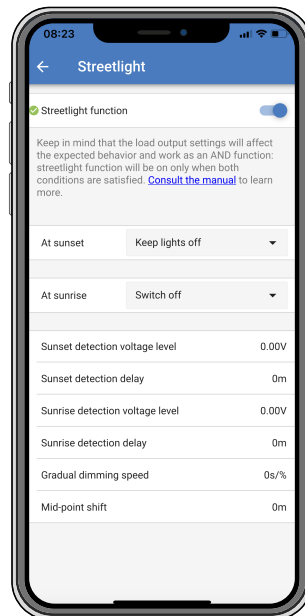 08:23
Streetlight
Streetlight function
Keep in mind that the load output settings will affect
the expected behavior and work as an AND function:
streetlight function will be on only when both
conditions are satisfied. Consult the manual to learn
more.
At sunset Keep lights off
At sunrise Switch off
Sunset detection voltage level 0.00V
Sunset detection delay 0m
Sunrise detection voltage level 0.00V
Sunrise detection delay 0m
Gradual dimming speed 0s/%
Mid-point shift 0m